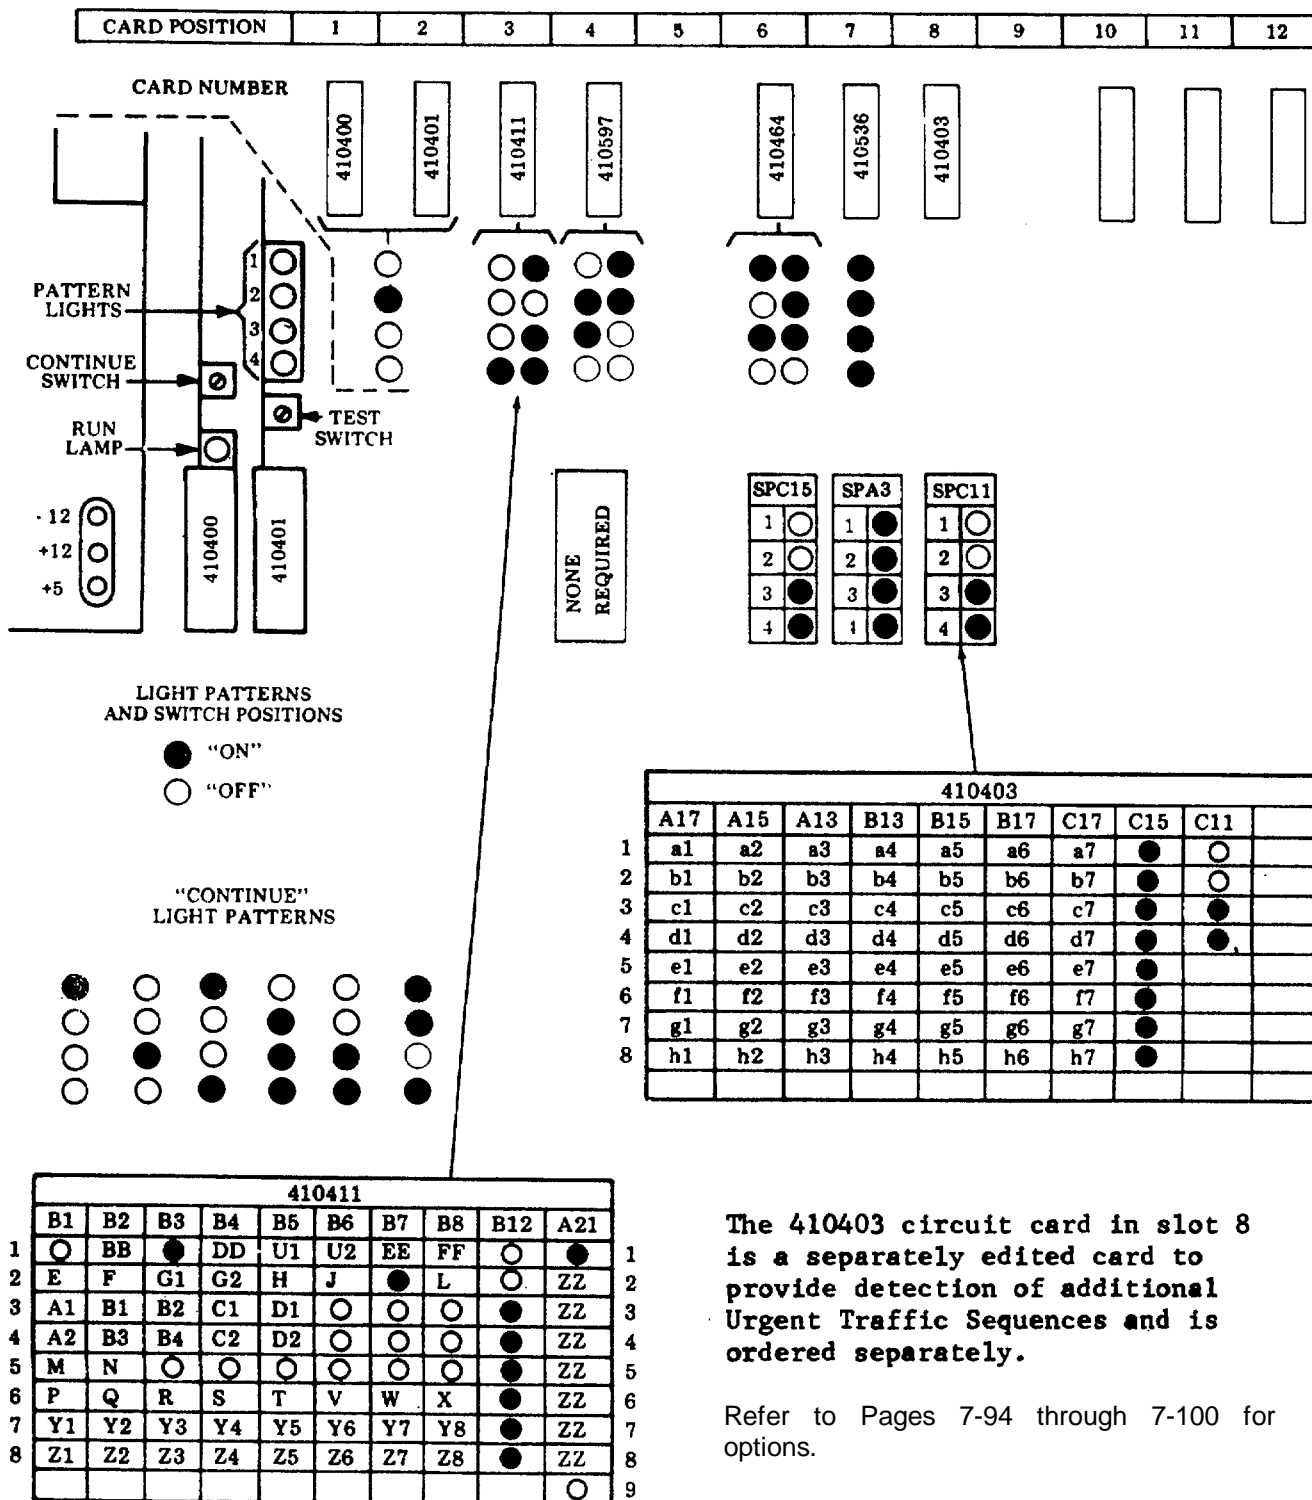 CARD POSITION 1 2 3 4 5 6 7 8 9 10 11 12
CARD NUMBER
410400
410401
410411
410597
410464
410536
410403
PATTERN
LIGHTS
1
2
3
4
CONTINUE
SWITCH
TEST
SWITCH
RUN
LAMP
-12
+12
+5
410400
410401
NONE
REQUIRED
SPC15 SPA3 SPC11
1 1 1
2 2 2
3 3 3
4 4 4
LIGHT PATTERNS
AND SWITCH POSITIONS
"ON"
"OFF"
"CONTINUE"
LIGHT PATTERNS
410403
A17 A15 A13 B13 B15 B17 C17 C15 C11
1 a1 a2 a3 a4 a5 a6 a7
2 b1 b2 b3 b4 b5 b6 b7
3 c1 c2 c3 c4 c5 c6 c7
4 d1 d2 d3 d4 d5 d6 d7
5 e1 e2 e3 e4 e5 e6 e7
6 f1 f2 f3 f4 f5 f6 f7
7 g1 g2 g3 g4 g5 g6 g7
8 h1 h2 h3 h4 h5 h6 h7
410411
B1 B2 B3 B4 B5 B6 B7 B8 B12 A21
1 BB DD U1 U2 EE FF 1
2 E F G1 G2 H J L ZZ 2
3 A1 B1 B2 C1 D1 ZZ 3
4 A2 B3 B4 C2 D2 ZZ 4
5 M N ZZ 5
6 P Q R S T V W X ZZ 6
7 Y1 Y2 Y3 Y4 Y5 Y6 Y7 Y8 ZZ 7
8 Z1 Z2 Z3 Z4 Z5 Z6 Z7 Z8 ZZ 8
9
The 410403 circuit card in slot 8
is a separately edited card to
provide detection of additional
Urgent Traffic Sequences and is
ordered separately.
Refer to Pages 7-94 through 7-100 for
options.